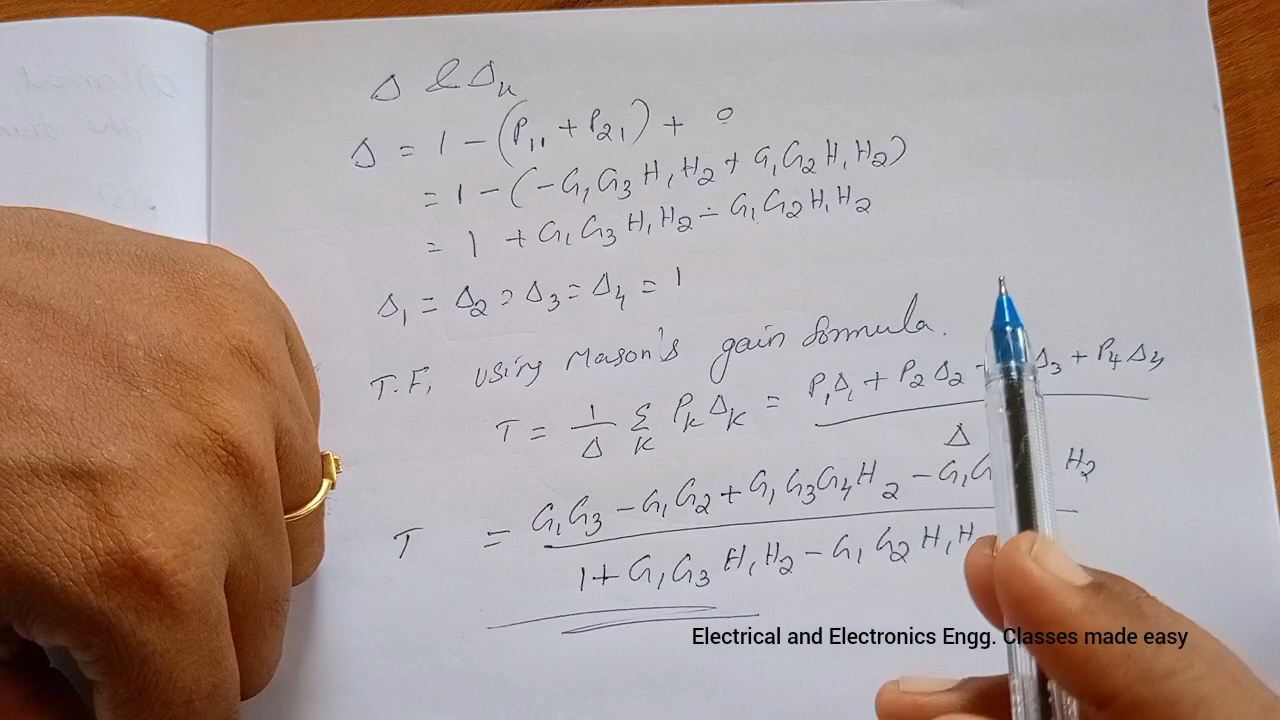 Δ & Δk
Δ = 1 - (P11 + P21) + 0
= 1 - (-G1G3H1H2 + G1G2H1H2)
= 1 + G1G3H1H2 - G1G2H1H2
Δ1 = Δ2 = Δ3 = Δ4 = 1
T.F, using Mason's gain formula.
T = 1/Δ Σk PkΔk = P1Δ1 + P2Δ2 + Δ3 + P4Δ4 / Δ
T = G1G3 - G1G2 + G1G3G4H2 - G1G H2 / 1 + G1G3H1H2 - G1G2H1H
Electrical and Electronics Engg. Classes made easy